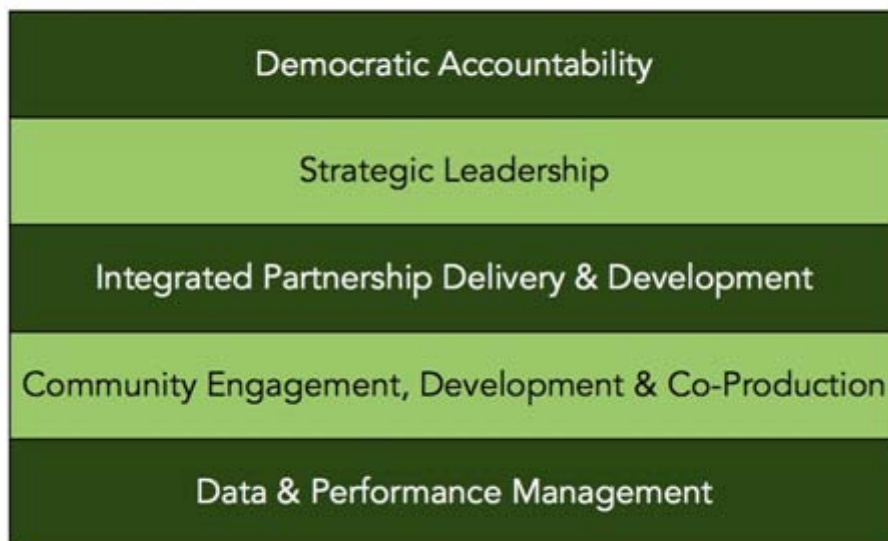 Democratic Accountability
Strategic Leadership
Integrated Partnership Delivery & Development
Community Engagement, Development & Co-Production
Data & Performance Management